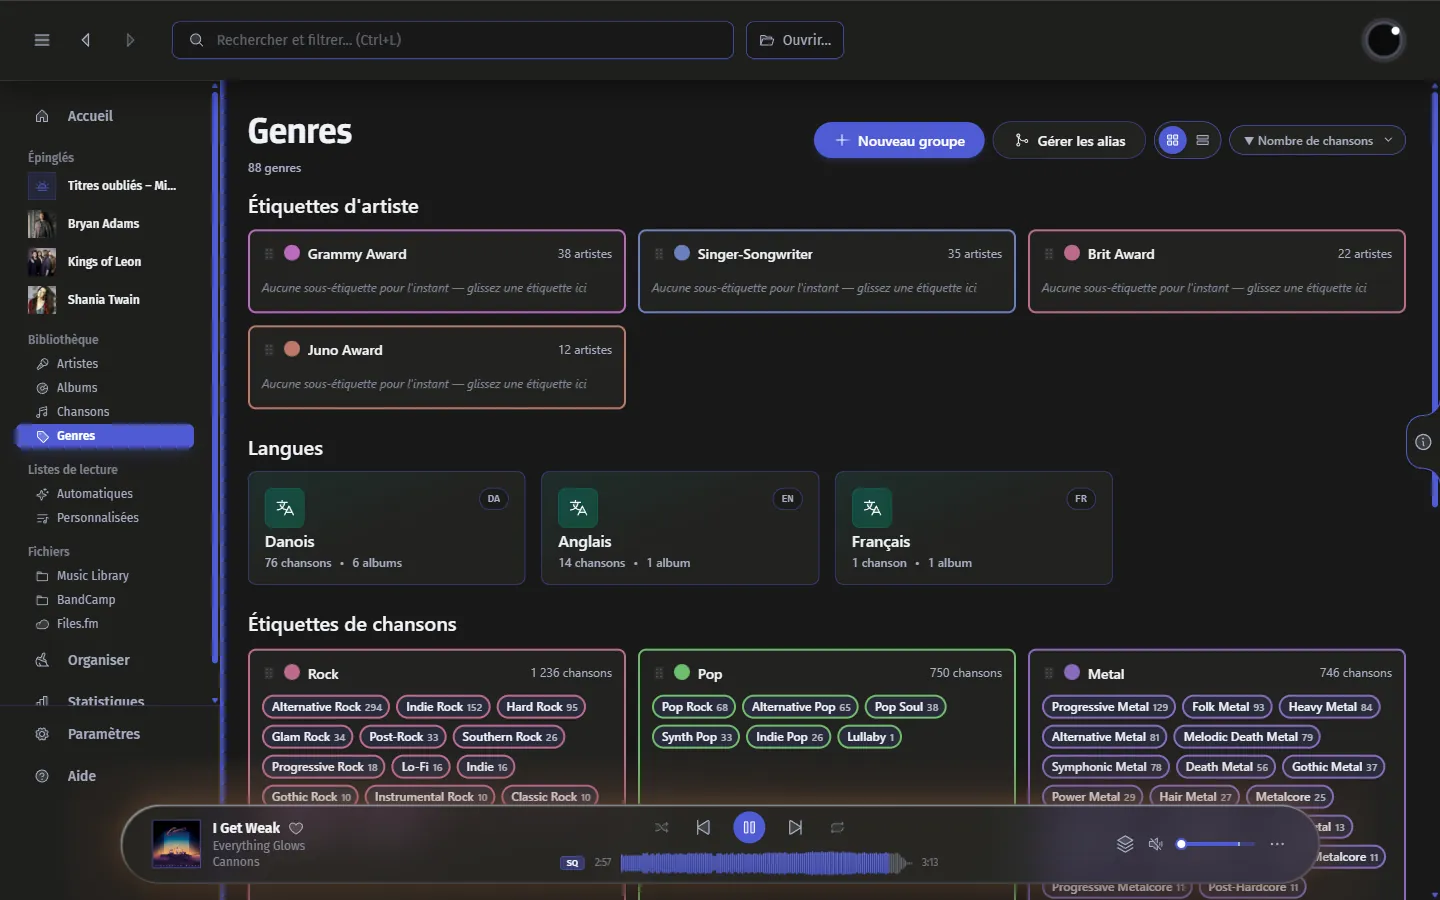 Rechercher et filtrer... (Ctrl+L)
Ouvrir...
Accueil
Épinglés
Titres oubliés – Mi...
Bryan Adams
Kings of Leon
Shania Twain
Bibliothèque
Artistes
Albums
Chansons
Genres
Listes de lecture
Automatiques
Personnalisées
Fichiers
Music Library
BandCamp
Files.fm
Organiser
Statistiques
Paramètres
Aide
Genres
88 genres
Nouveau groupe
Gérer les alias
▼ Nombre de chansons
Étiquettes d'artiste
Grammy Award 38 artistes
Aucune sous-étiquette pour l'instant — glissez une étiquette ici
Singer-Songwriter 35 artistes
Aucune sous-étiquette pour l'instant — glissez une étiquette ici
Brit Award 22 artistes
Aucune sous-étiquette pour l'instant — glissez une étiquette ici
Juno Award 12 artistes
Aucune sous-étiquette pour l'instant — glissez une étiquette ici
Langues
DA
Danois
76 chansons • 6 albums
EN
Anglais
14 chansons • 1 album
FR
Français
1 chanson • 1 album
Étiquettes de chansons
Rock 1 236 chansons
Alternative Rock 294 Indie Rock 152 Hard Rock 95
Glam Rock 34 Post-Rock 33 Southern Rock 26
Progressive Rock 18 Lo-Fi 16 Indie 16
Gothic Rock 10 Instrumental Rock 10 Classic Rock 10
Pop 750 chansons
Pop Rock 68 Alternative Pop 65 Pop Soul 38
Synth Pop 33 Indie Pop 26 Lullaby 1
Metal 746 chansons
Progressive Metal 129 Folk Metal 93 Heavy Metal 84
Alternative Metal 81 Melodic Death Metal 79
Symphonic Metal 78 Death Metal 56 Gothic Metal 37
Power Metal 29 Hair Metal 27 Metalcore 25
tal 13
Metalcore 11
Progressive Metalcore 11 Post-Hardcore 11
I Get Weak
Everything Glows
Cannons
SQ 2:57 3:13